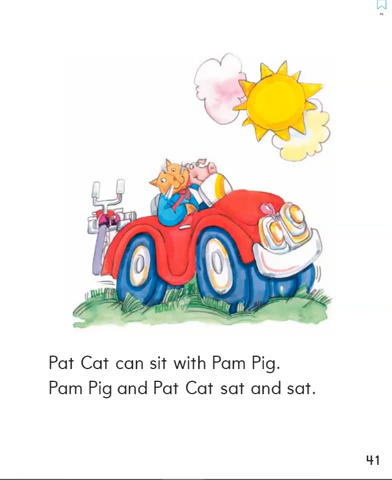 Pat Cat can sit with Pam Pig.
Pam Pig and Pat Cat sat and sat.
41